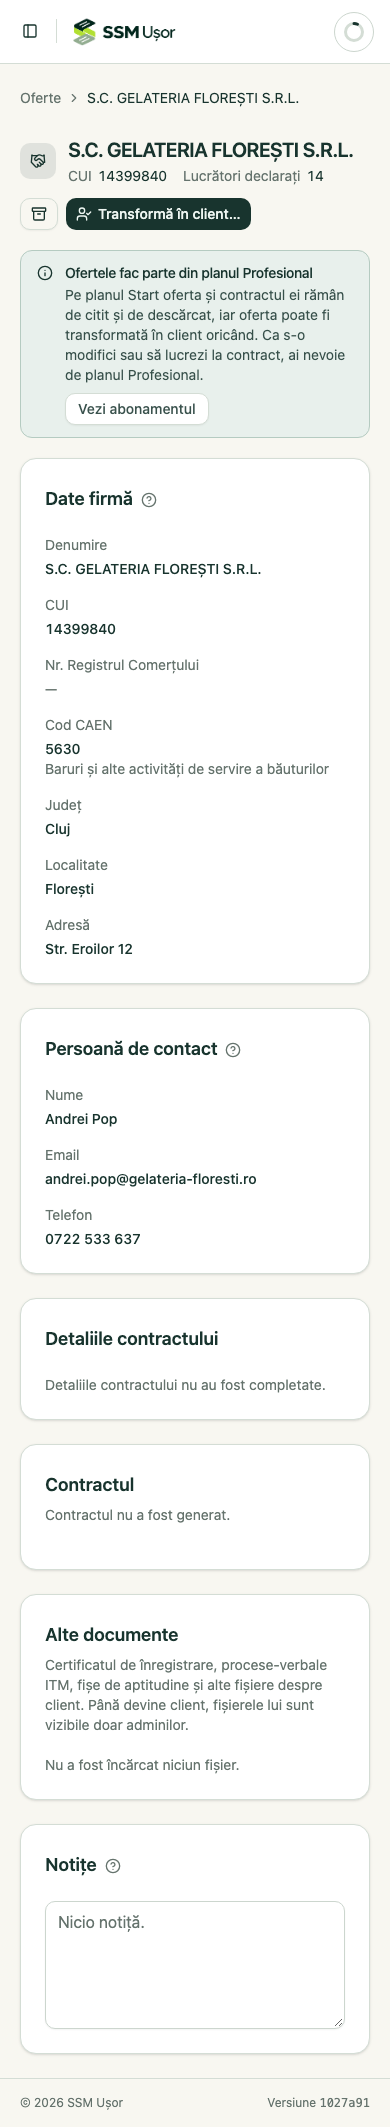 SSM Ușor
Oferte > S.C. GELATERIA FLOREȘTI S.R.L.
S.C. GELATERIA FLOREȘTI S.R.L.
CUI 14399840 Lucrători declarați 14
Transformă în client...
Ofertele fac parte din planul Profesional
Pe planul Start oferta și contractul ei rămân
de citit și de descărcat, iar oferta poate fi
transformată în client oricând. Ca s-o
modifici sau să lucrezi la contract, ai nevoie
de planul Profesional.
Vezi abonamentul
Date firmă
Denumire
S.C. GELATERIA FLOREȘTI S.R.L.
CUI
14399840
Nr. Registrul Comerțului
—
Cod CAEN
5630
Baruri și alte activități de servire a băuturilor
Județ
Cluj
Localitate
Florești
Adresă
Str. Eroilor 12
Persoană de contact
Nume
Andrei Pop
Email
andrei.pop@gelateria-floresti.ro
Telefon
0722 533 637
Detaliile contractului
Detaliile contractului nu au fost completate.
Contractul
Contractul nu a fost generat.
Alte documente
Certificatul de înregistrare, procese-verbale
ITM, fișe de aptitudine și alte fișiere despre
client. Până devine client, fișierele lui sunt
vizibile doar adminilor.
Nu a fost încărcat niciun fișier.
Notițe
Nicio notiță.
© 2026 SSM Ușor Versiune 1027a91